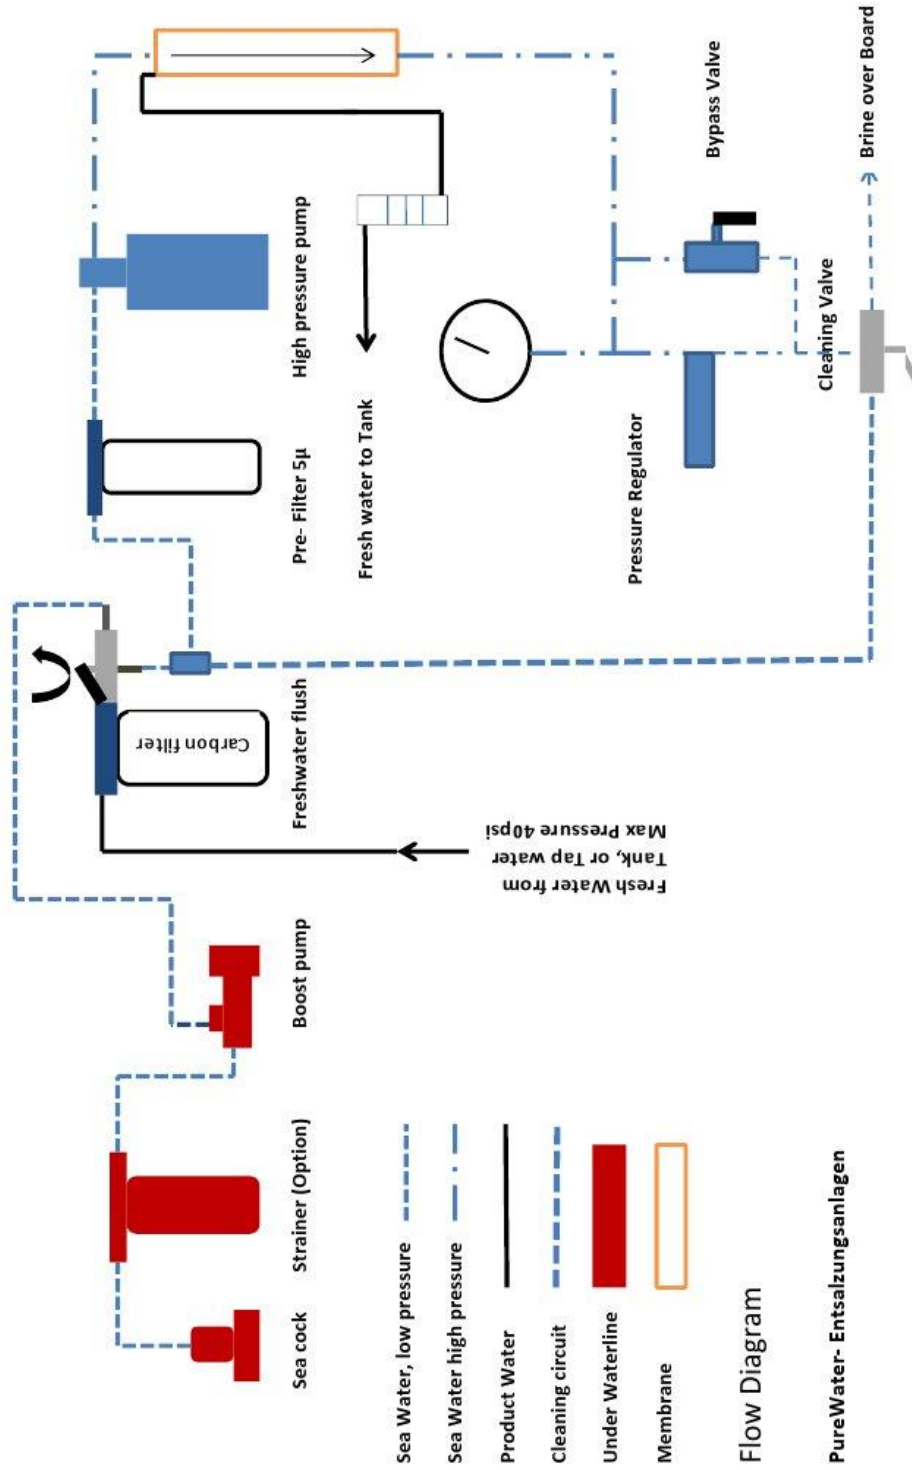 Sea cock
Strainer (Option)
Boost pump
Freshwater flush
Pre- Filter 5µ
High pressure pump
Carbon filter
Fresh Water from
Tank, or Tap water
Max Pressure 40psi
Fresh water to Tank
Pressure Regulator
Bypass Valve
Cleaning Valve
Brine over Board
Sea Water, low pressure
Sea Water high pressure
Product Water
Cleaning circuit
Under Waterline
Membrane
Flow Diagram
PureWater- Entsalzungsanlagen